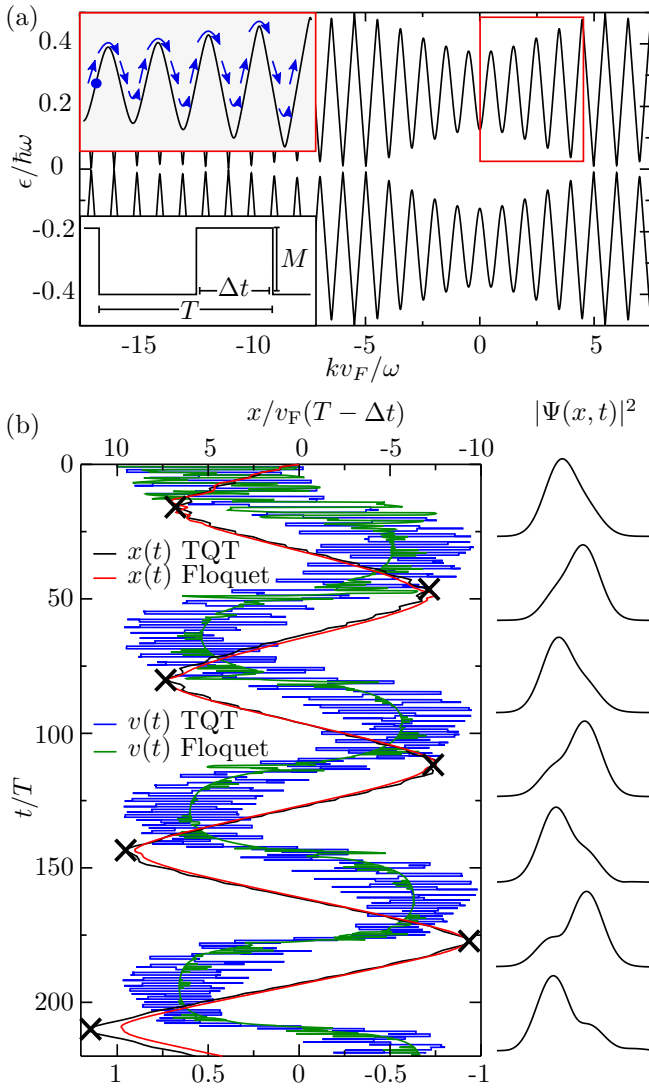 (a)
ϵ/ħω
0.4
0.2
0
-0.2
-0.4
M
Δt
T
-15 -10 -5 0 5
kv_F/ω
(b)
x/v_F(T − Δt) |Ψ(x, t)|²
10 5 0 -5 -10
0
x(t) TQT
x(t) Floquet
50
v(t) TQT
v(t) Floquet
100
t/T
150
200
1 0.5 0 -0.5 -1